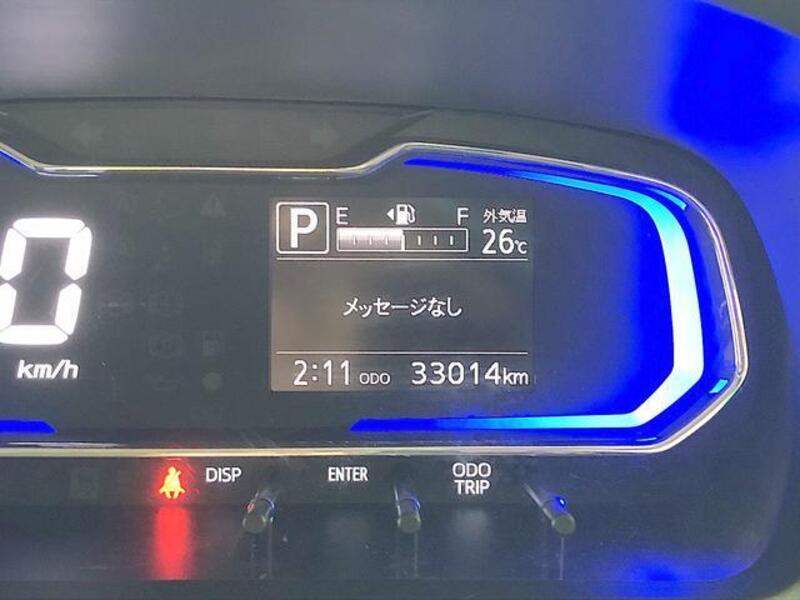 P E F 外気温
26℃
0
km/h
メッセージなし
2:11 ODO 33014km
DISP ENTER ODO
TRIP